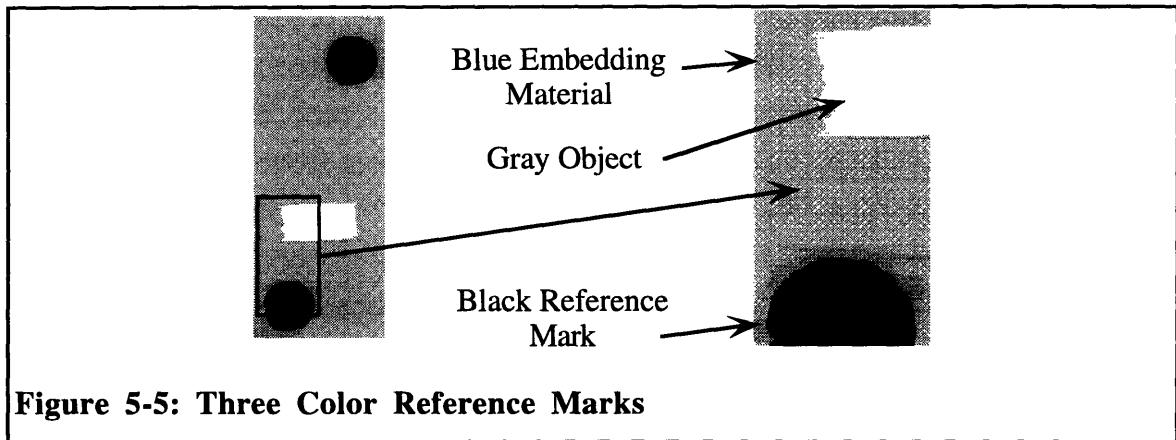 Blue Embedding
Material
Gray Object
Black Reference
Mark
Figure 5-5: Three Color Reference Marks